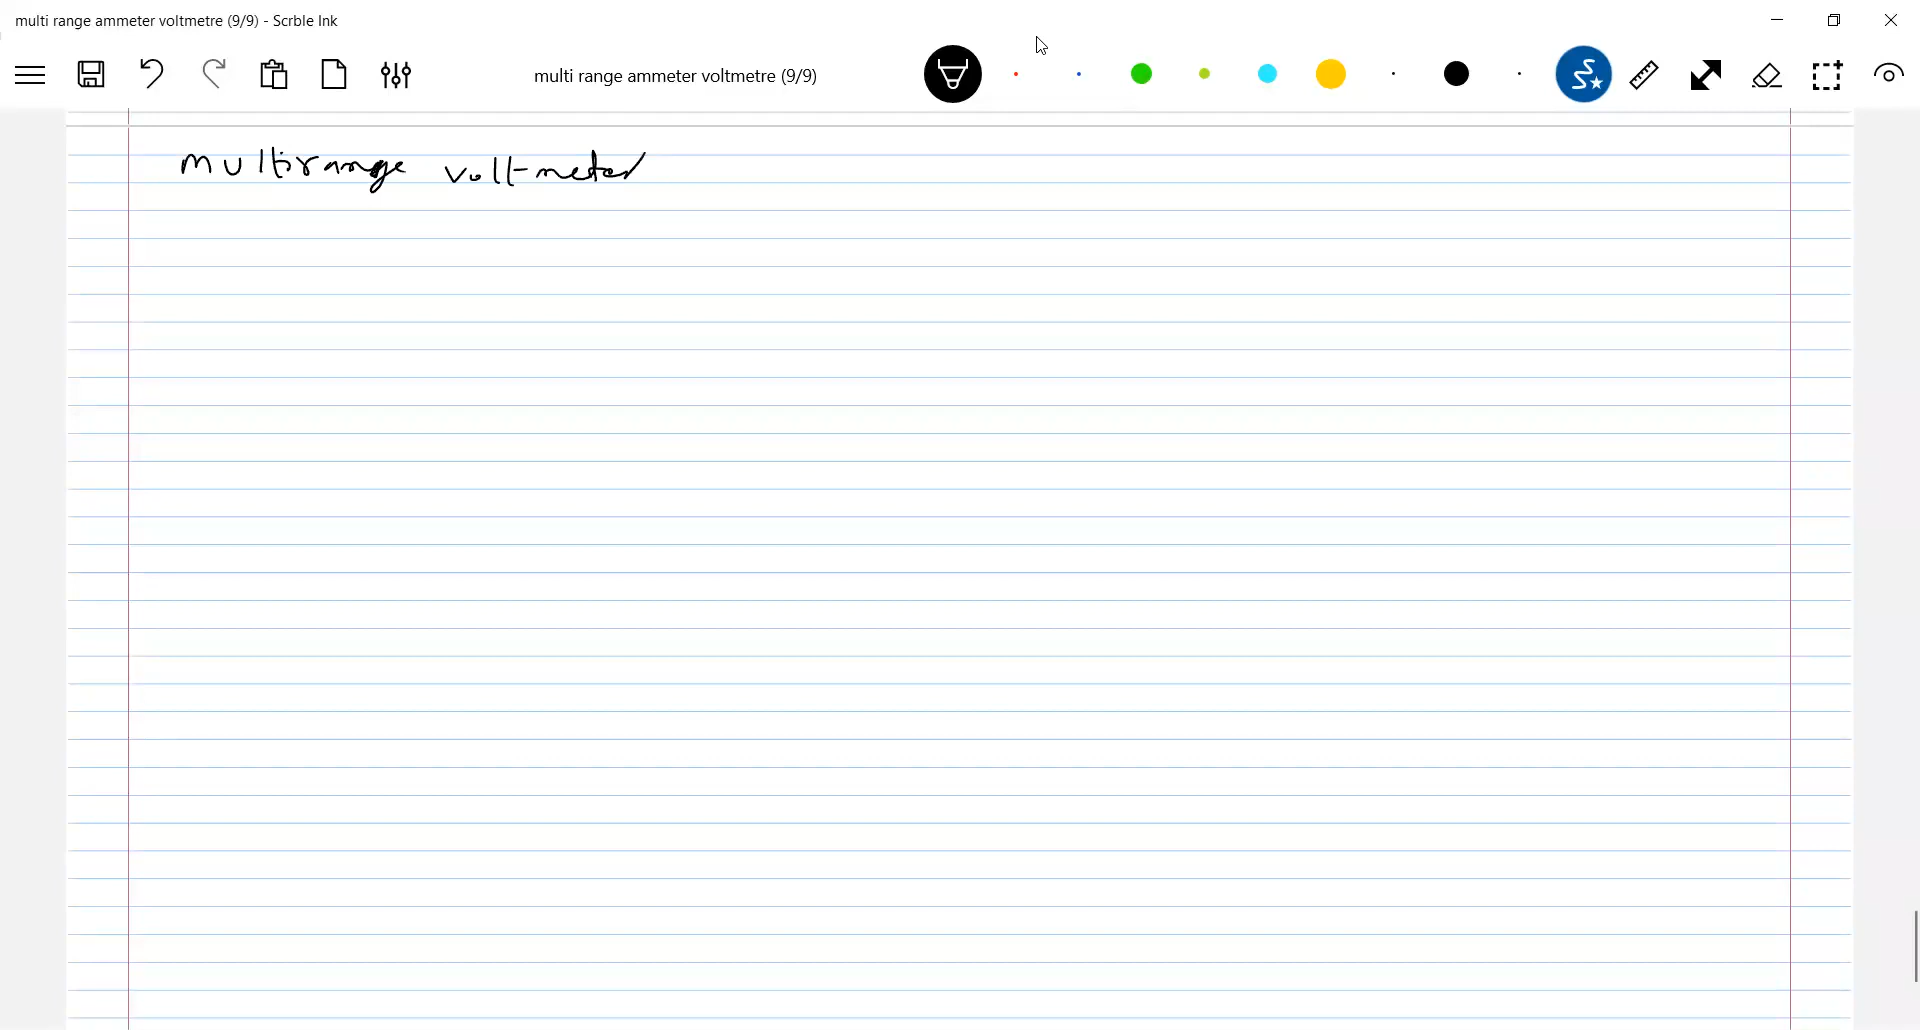 multi range ammeter voltmetre (9/9) - Scrble Ink
multi range ammeter voltmetre (9/9)
multirange voltmeter